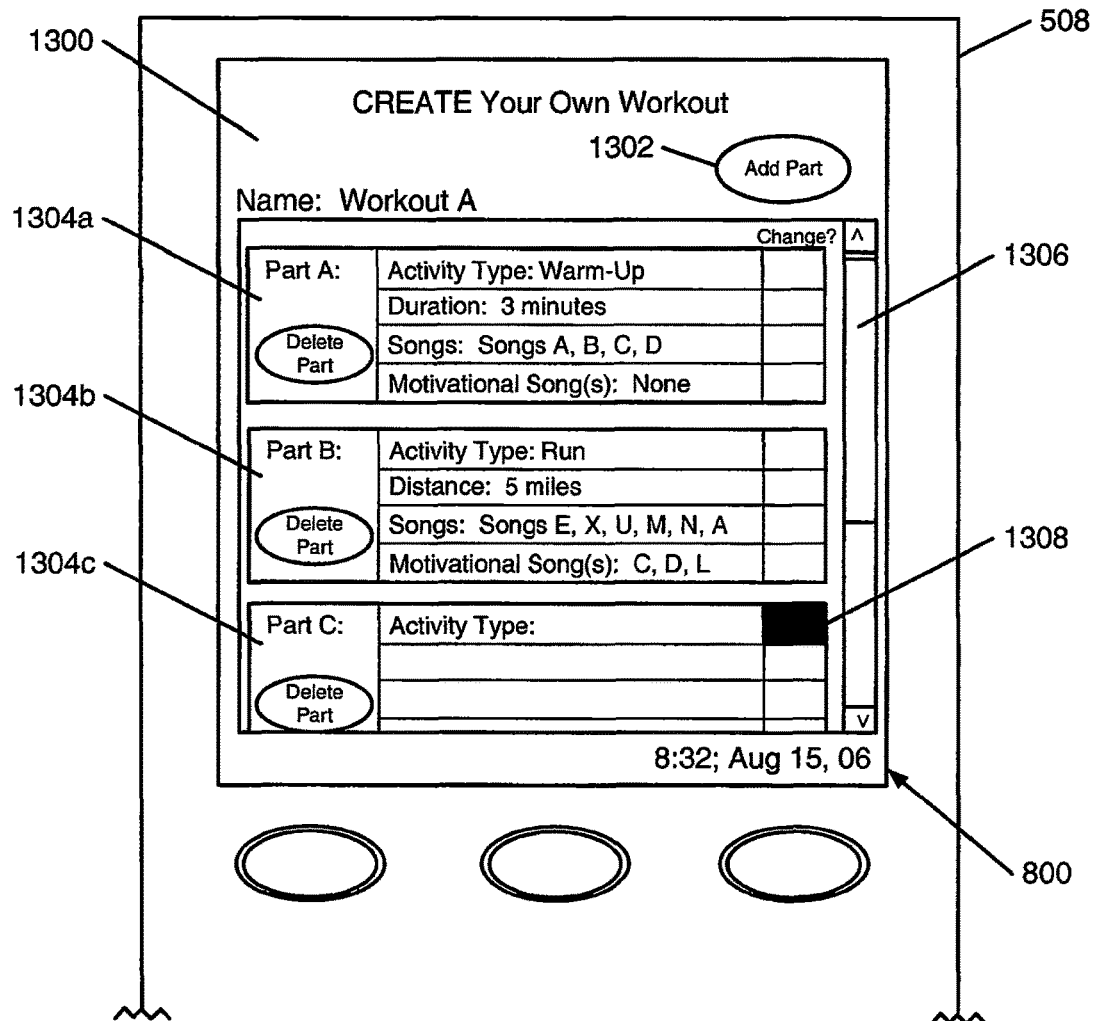 508
1300
CREATE Your Own Workout
1302
Add Part
Name: Workout A
1304a
Change?
^
Part A:
Activity Type: Warm-Up
1306
Duration: 3 minutes
Delete
Part
Songs: Songs A, B, C, D
Motivational Song(s): None
1304b
Part B:
Activity Type: Run
Distance: 5 miles
Delete
Part
Songs: Songs E, X, U, M, N, A
1308
Motivational Song(s): C, D, L
1304c
Part C:
Activity Type:
Delete
Part
v
8:32; Aug 15, 06
800